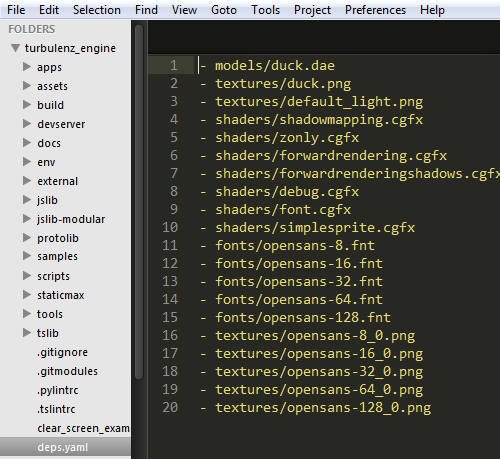 File Edit Selection Find View Goto Tools Project Preferences Help
FOLDERS
turbulenz_engine
apps
assets
build
devserver
docs
env
external
jslib
jslib-modular
protolib
samples
scripts
staticmax
tools
tslib
.gitignore
.gitmodules
.pylintrc
.tslintrc
clear_screen_exam
deps.yaml
1 - models/duck.dae
2 - textures/duck.png
3 - textures/default_light.png
4 - shaders/shadowmapping.cgfx
5 - shaders/zonly.cgfx
6 - shaders/forwardrendering.cgfx
7 - shaders/forwardrenderingshadows.cgfx
8 - shaders/debug.cgfx
9 - shaders/font.cgfx
10 - shaders/simplesprite.cgfx
11 - fonts/opensans-8.fnt
12 - fonts/opensans-16.fnt
13 - fonts/opensans-32.fnt
14 - fonts/opensans-64.fnt
15 - fonts/opensans-128.fnt
16 - textures/opensans-8_0.png
17 - textures/opensans-16_0.png
18 - textures/opensans-32_0.png
19 - textures/opensans-64_0.png
20 - textures/opensans-128_0.png